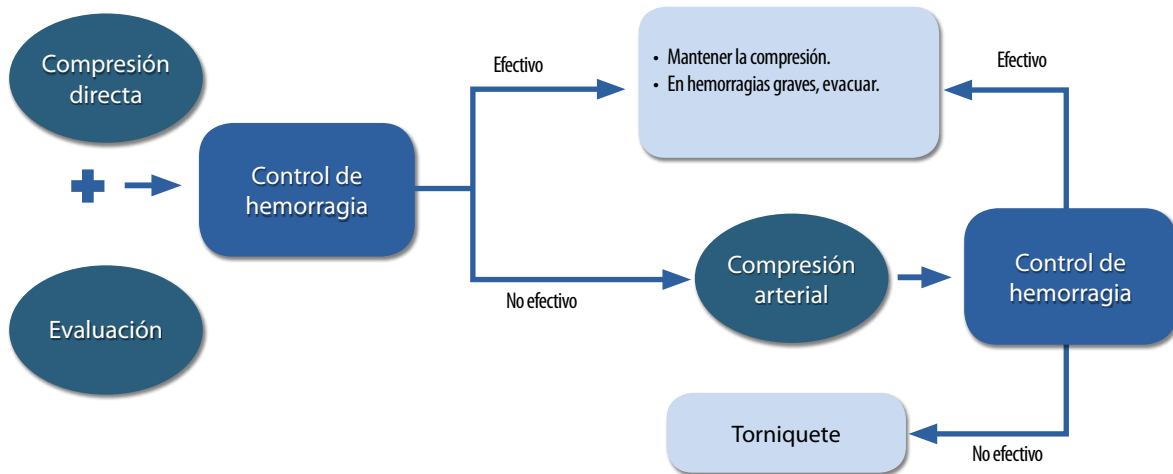 Compresión
directa
Evaluación
Control de
hemorragia
Efectivo
• Mantener la compresión.
• En hemorragias graves, evacuar.
No efectivo
Compresión
arterial
Control de
hemorragia
Efectivo
No efectivo
Torniquete